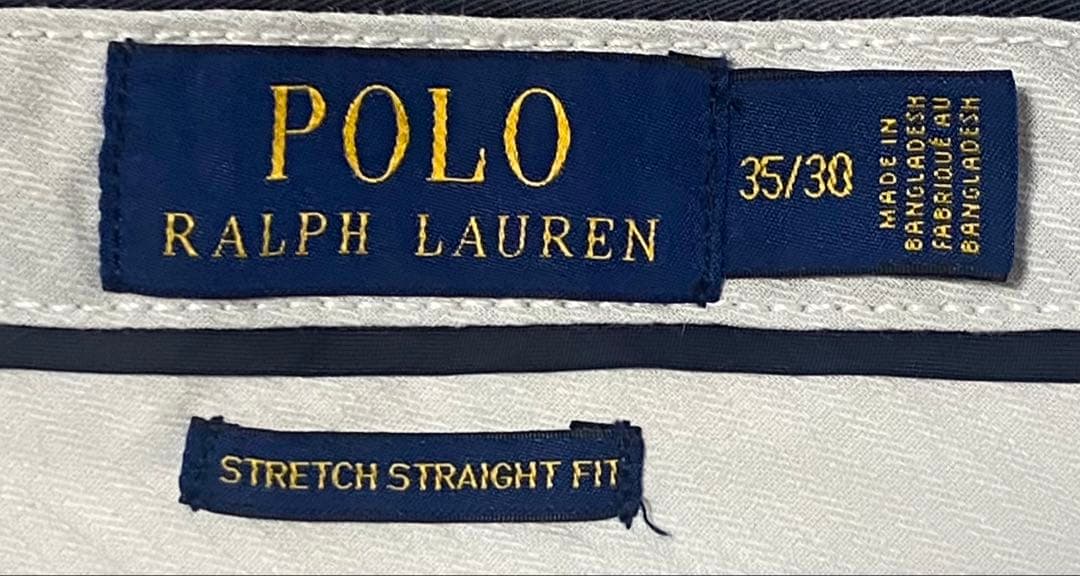 POLO
RALPH LAUREN
35/30
MADE IN
BANGLADESH
FABRIQUÉ AU
BANGLADESH
STRETCH STRAIGHT FIT